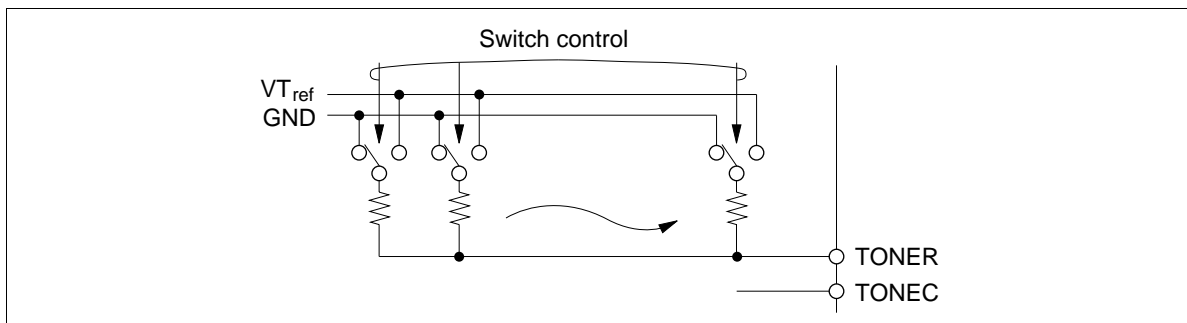 Switch control
VTref
GND
TONER
TONEC